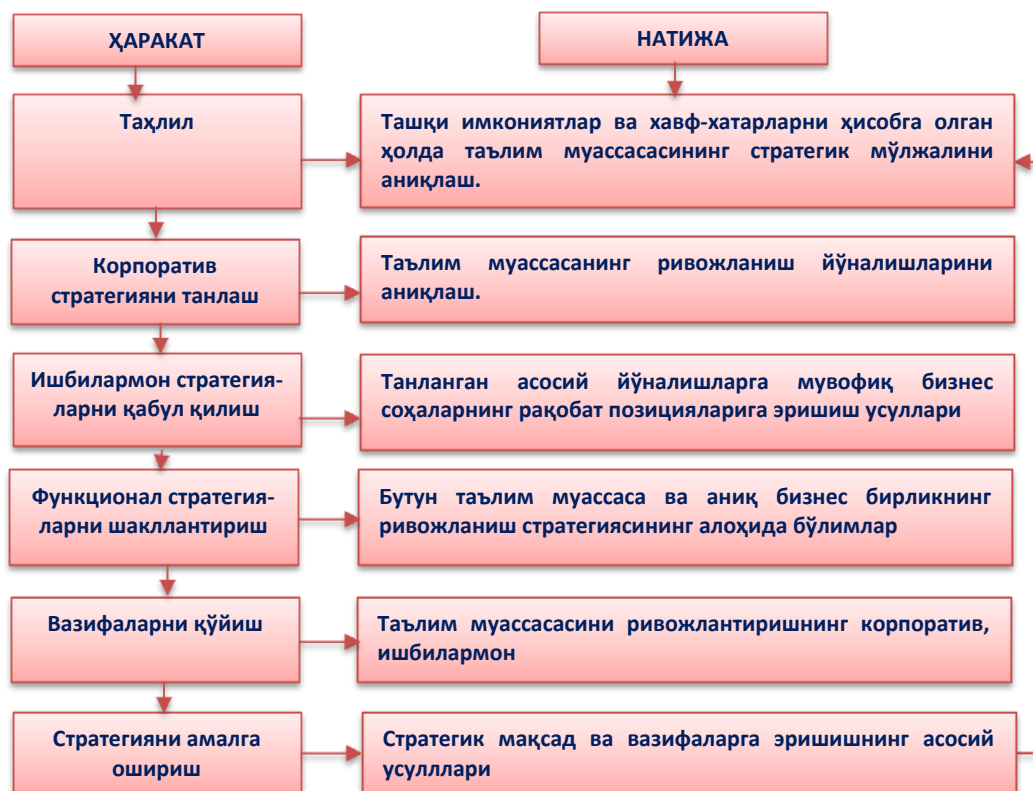 ҲАРАКАТ
НАТИЖА
Таҳлил
Ташқи имкониятлар ва хавф-хатарларни ҳисобга олган
ҳолда таълим муассасасининг стратегик мўлжалини
аниқлаш.
Корпоратив
стратегияни танлаш
Таълим муассасанинг ривожланиш йўналишларини
аниқлаш.
Ишбилармон стратегия-
ларни қабул қилиш
Танланган асосий йўналишларга мувофиқ бизнес
соҳаларнинг рақобат позицияларига эришиш усуллари
Функционал стратегия-
ларни шакллантириш
Бутун таълим муассаса ва аниқ бизнес бирликнинг
ривожланиш стратегиясининг алоҳида бўлимлар
Вазифаларни қўйиш
Таълим муассасасини ривожлантиришнинг корпоратив,
ишбилармон
Стратегияни амалга
ошириш
Стратегик мақсад ва вазифаларга эришишнинг асосий
усулллари